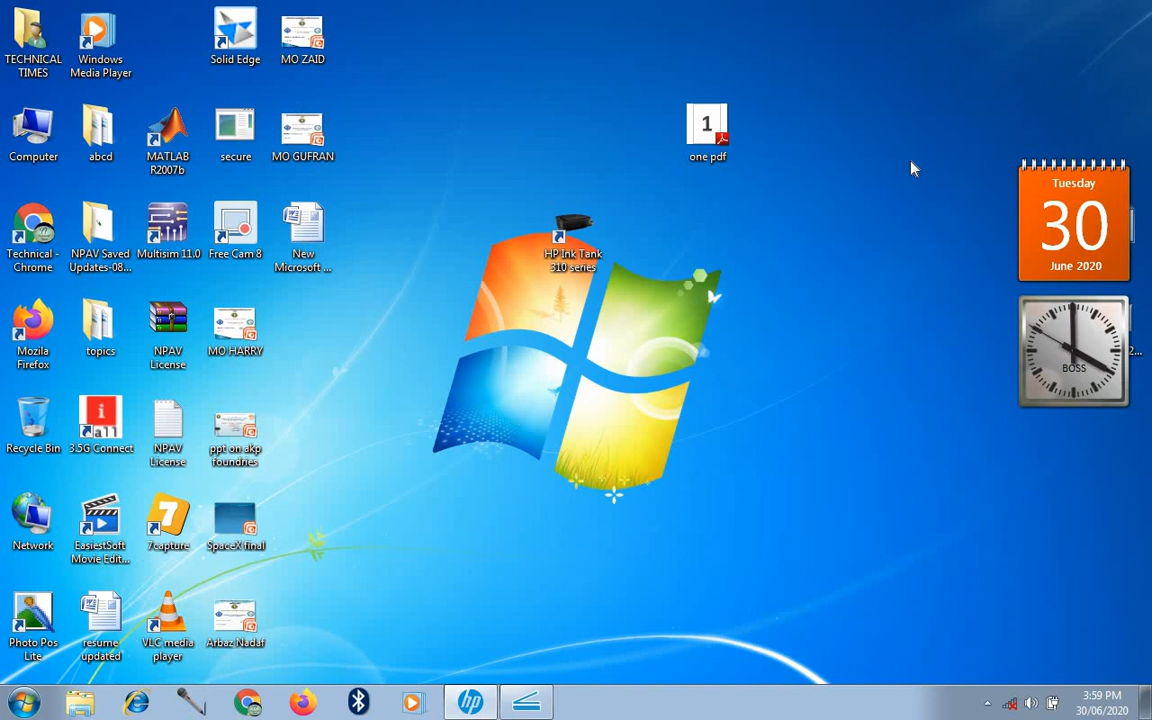 TECHNICAL
TIMES
Windows
Media Player
Solid Edge
MO ZAID
Computer
abcd
MATLAB
R2007b
secure
MO GUFRAN
1
one pdf
Technical -
Chrome
NPAV Saved
Updates-08...
Multisim 11.0
Free Cam 8
New
Microsoft ...
HP Ink Tank
310 series
Tuesday
30
June 2020
Mozila
Firefox
topics
NPAV
License
MO HARRY
BOSS
2...
Recycle Bin
i
all
3.5G Connect
NPAV
License
ppt on akp
foundries
Network
EasiestSoft
Movie Edit...
7
7capture
SpaceX final
Photo Pos
Lite
resume
updated
VLC media
player
Arbaz Nadaf
hp
3:59 PM
30/06/2020